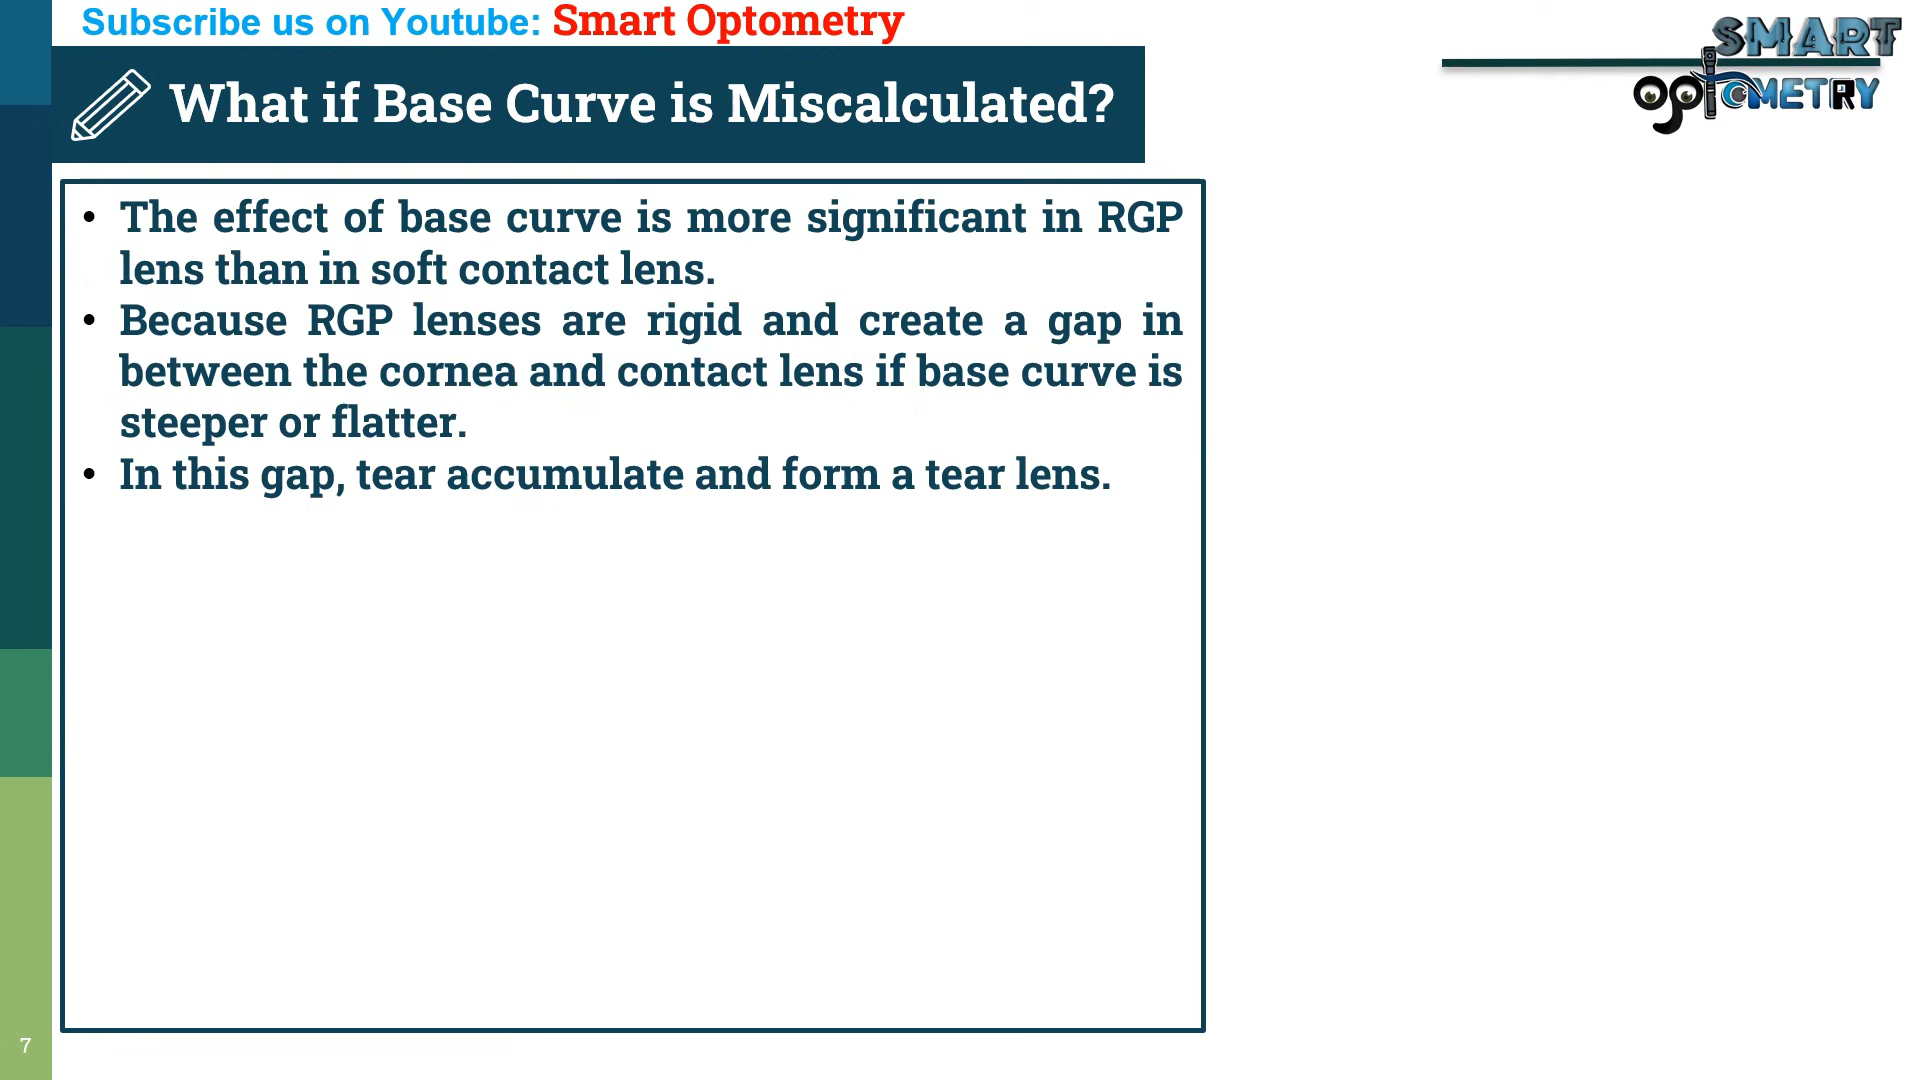 Subscribe us on Youtube: Smart Optometry
SMART
optometry
What if Base Curve is Miscalculated?
• The effect of base curve is more significant in RGP
lens than in soft contact lens.
• Because RGP lenses are rigid and create a gap in
between the cornea and contact lens if base curve is
steeper or flatter.
• In this gap, tear accumulate and form a tear lens.
7